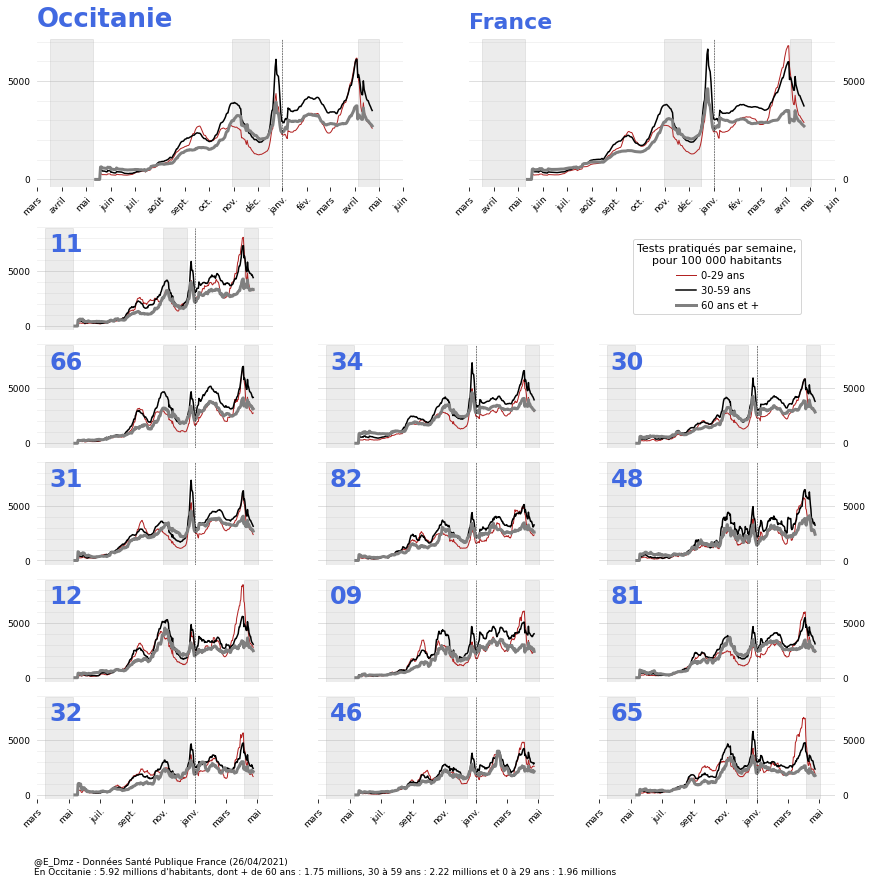 Occitanie
France
5000
0
5000
0
mars avril mai juin juil. août sept. oct. nov. déc. janv. fév. mars avril mai juin
mars avril mai juin juil. août sept. oct. nov. déc. janv. fév. mars avril mai juin
11
5000
0
Tests pratiqués par semaine,
pour 100 000 habitants
0-29 ans
30-59 ans
60 ans et +
66
34
30
5000
0
5000
0
31
82
48
5000
0
5000
0
12
09
81
5000
0
5000
0
32
46
65
5000
0
5000
0
mars mai juil. sept. nov. janv. mars mai
mars mai juil. sept. nov. janv. mars mai
mars mai juil. sept. nov. janv. mars mai
@E_Dmz - Données Santé Publique France (26/04/2021)
En Occitanie : 5.92 millions d'habitants, dont + de 60 ans : 1.75 millions, 30 à 59 ans : 2.22 millions et 0 à 29 ans : 1.96 millions